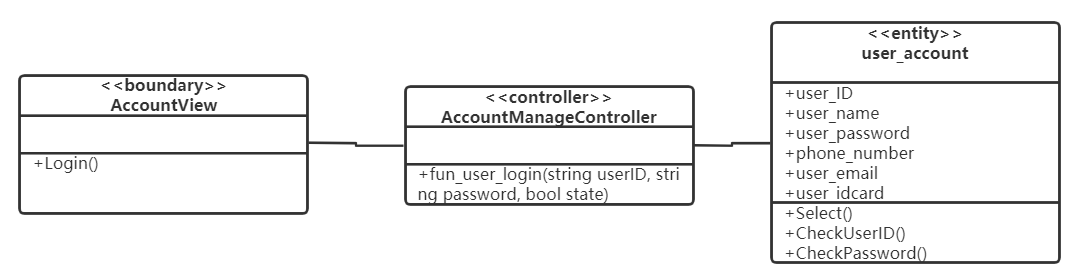 <<boundary>>
AccountView
+Login()
<<controller>>
AccountManageController
+fun_user_login(string userID, stri
ng password, bool state)
<<entity>>
user_account
+user_ID
+user_name
+user_password
+phone_number
+user_email
+user_idcard
+Select()
+CheckUserID()
+CheckPassword()